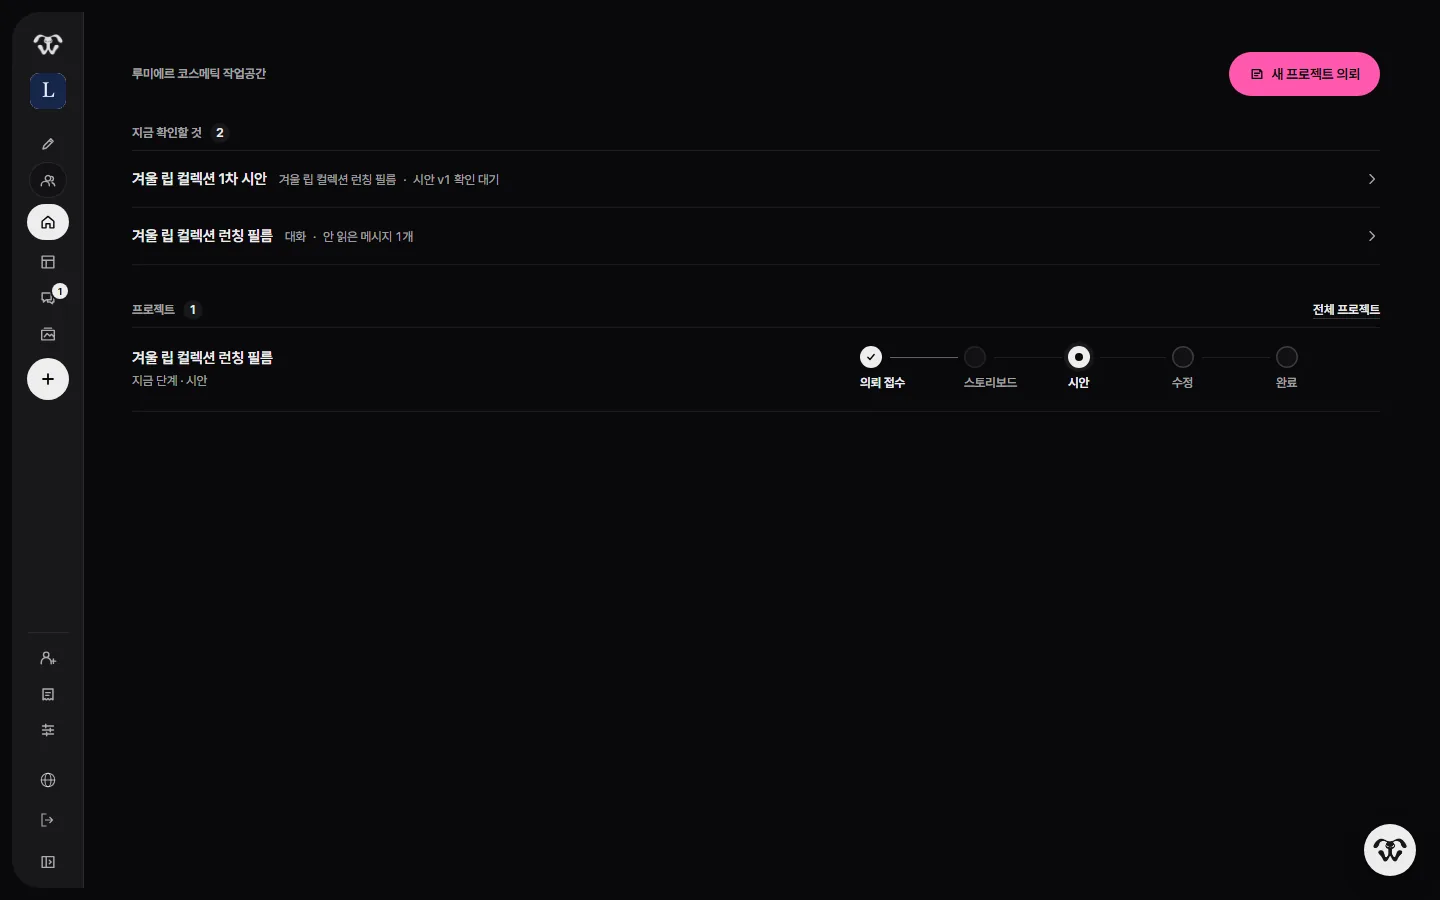 루미에르 코스메틱 작업공간
새 프로젝트 의뢰
L
지금 확인할 것 2
겨울 립 컬렉션 1차 시안 겨울 립 컬렉션 런칭 필름 · 시안 v1 확인 대기
겨울 립 컬렉션 런칭 필름 대화 · 안 읽은 메시지 1개
1
프로젝트 1
전체 프로젝트
겨울 립 컬렉션 런칭 필름
지금 단계 · 시안
의뢰 접수 스토리보드 시안 수정 완료